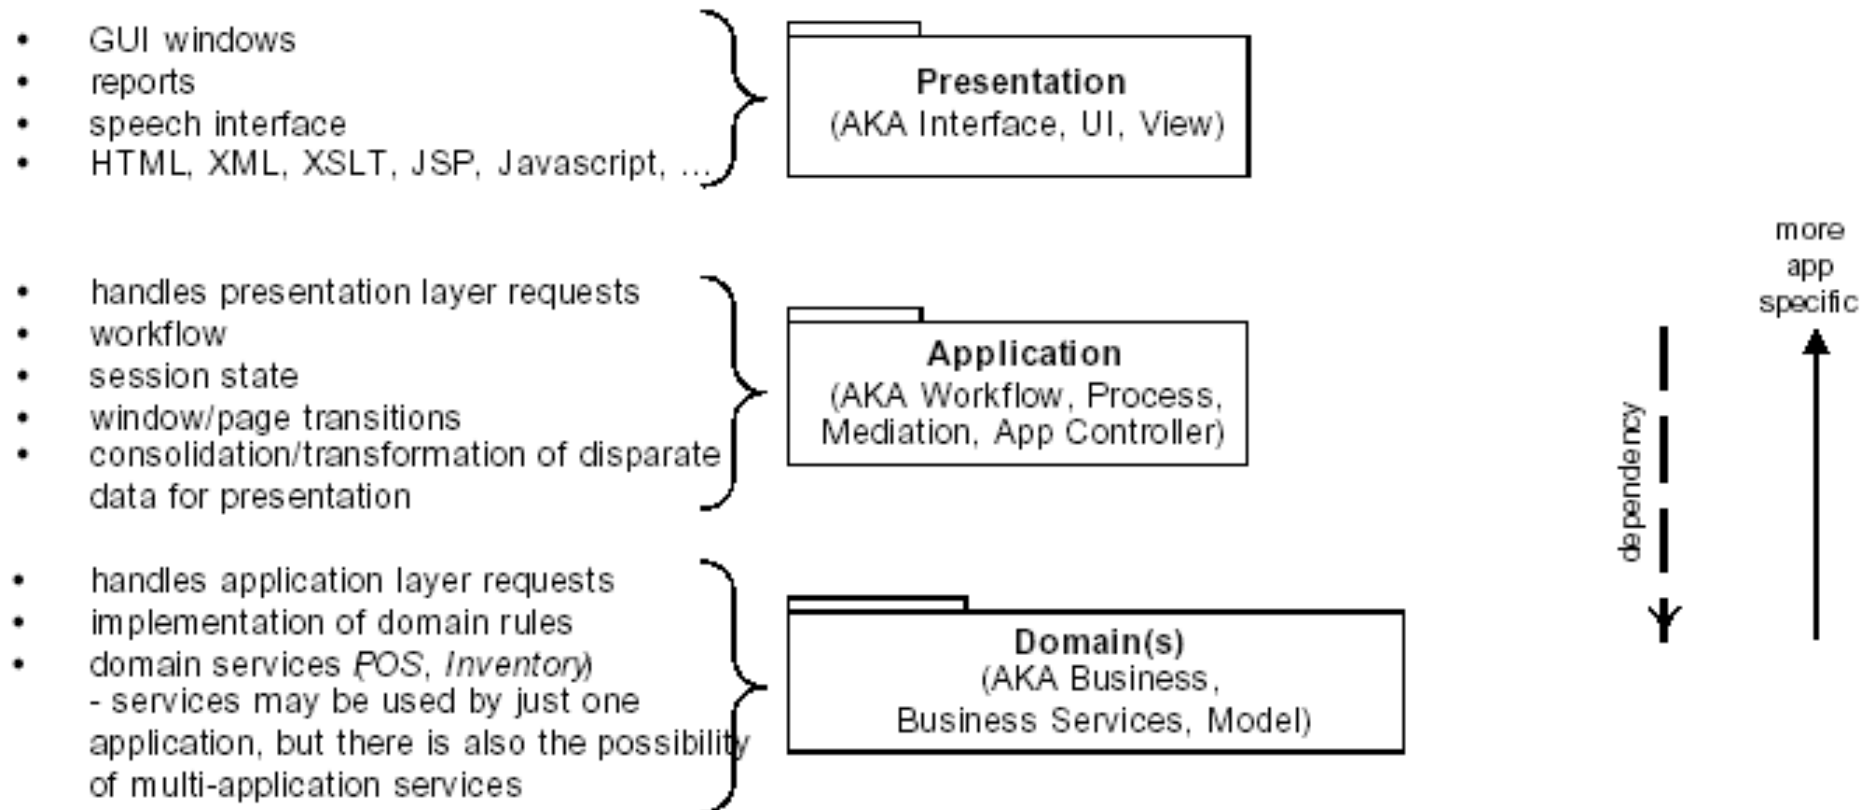 • GUI windows
• reports
• speech interface
• HTML, XML, XSLT, JSP, Javascript, ...
Presentation
(AKA Interface, UI, View)
• handles presentation layer requests
• workflow
• session state
• window/page transitions
• consolidation/transformation of disparate
data for presentation
Application
(AKA Workflow, Process,
Mediation, App Controller)
• handles application layer requests
• implementation of domain rules
• domain services (POS, Inventory)
- services may be used by just one
application, but there is also the possibility
of multi-application services
Domain(s)
(AKA Business,
Business Services, Model)
dependency
more
app
specific